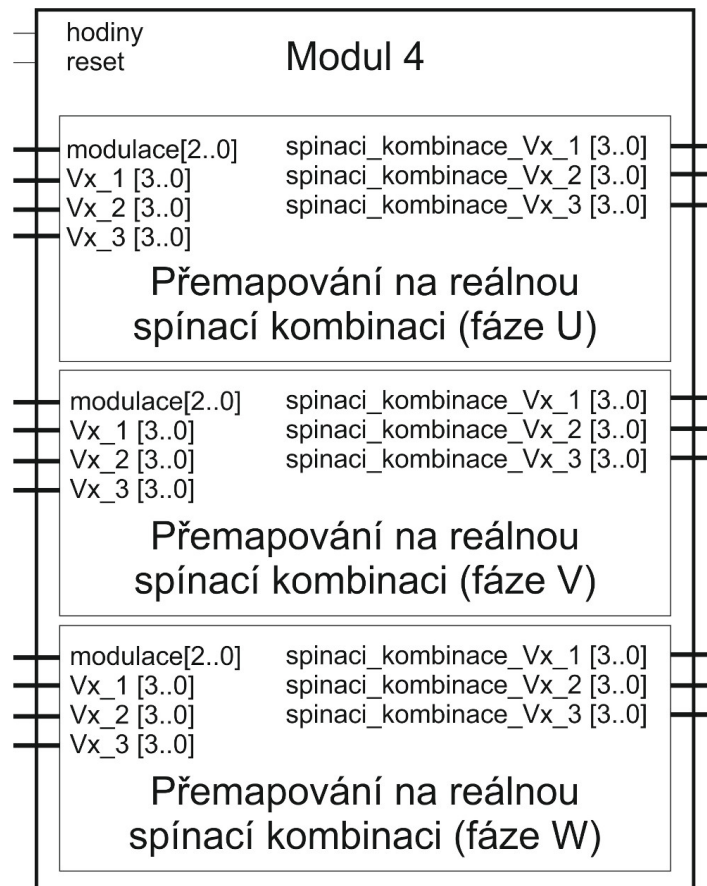 hodiny
reset
Modul 4
modulace[2..0]
Vx_1 [3..0]
Vx_2 [3..0]
Vx_3 [3..0]
spinaci_kombinace_Vx_1 [3..0]
spinaci_kombinace_Vx_2 [3..0]
spinaci_kombinace_Vx_3 [3..0]
Přemapování na reálnou
spínací kombinaci (fáze U)
modulace[2..0]
Vx_1 [3..0]
Vx_2 [3..0]
Vx_3 [3..0]
spinaci_kombinace_Vx_1 [3..0]
spinaci_kombinace_Vx_2 [3..0]
spinaci_kombinace_Vx_3 [3..0]
Přemapování na reálnou
spínací kombinaci (fáze V)
modulace[2..0]
Vx_1 [3..0]
Vx_2 [3..0]
Vx_3 [3..0]
spinaci_kombinace_Vx_1 [3..0]
spinaci_kombinace_Vx_2 [3..0]
spinaci_kombinace_Vx_3 [3..0]
Přemapování na reálnou
spínací kombinaci (fáze W)